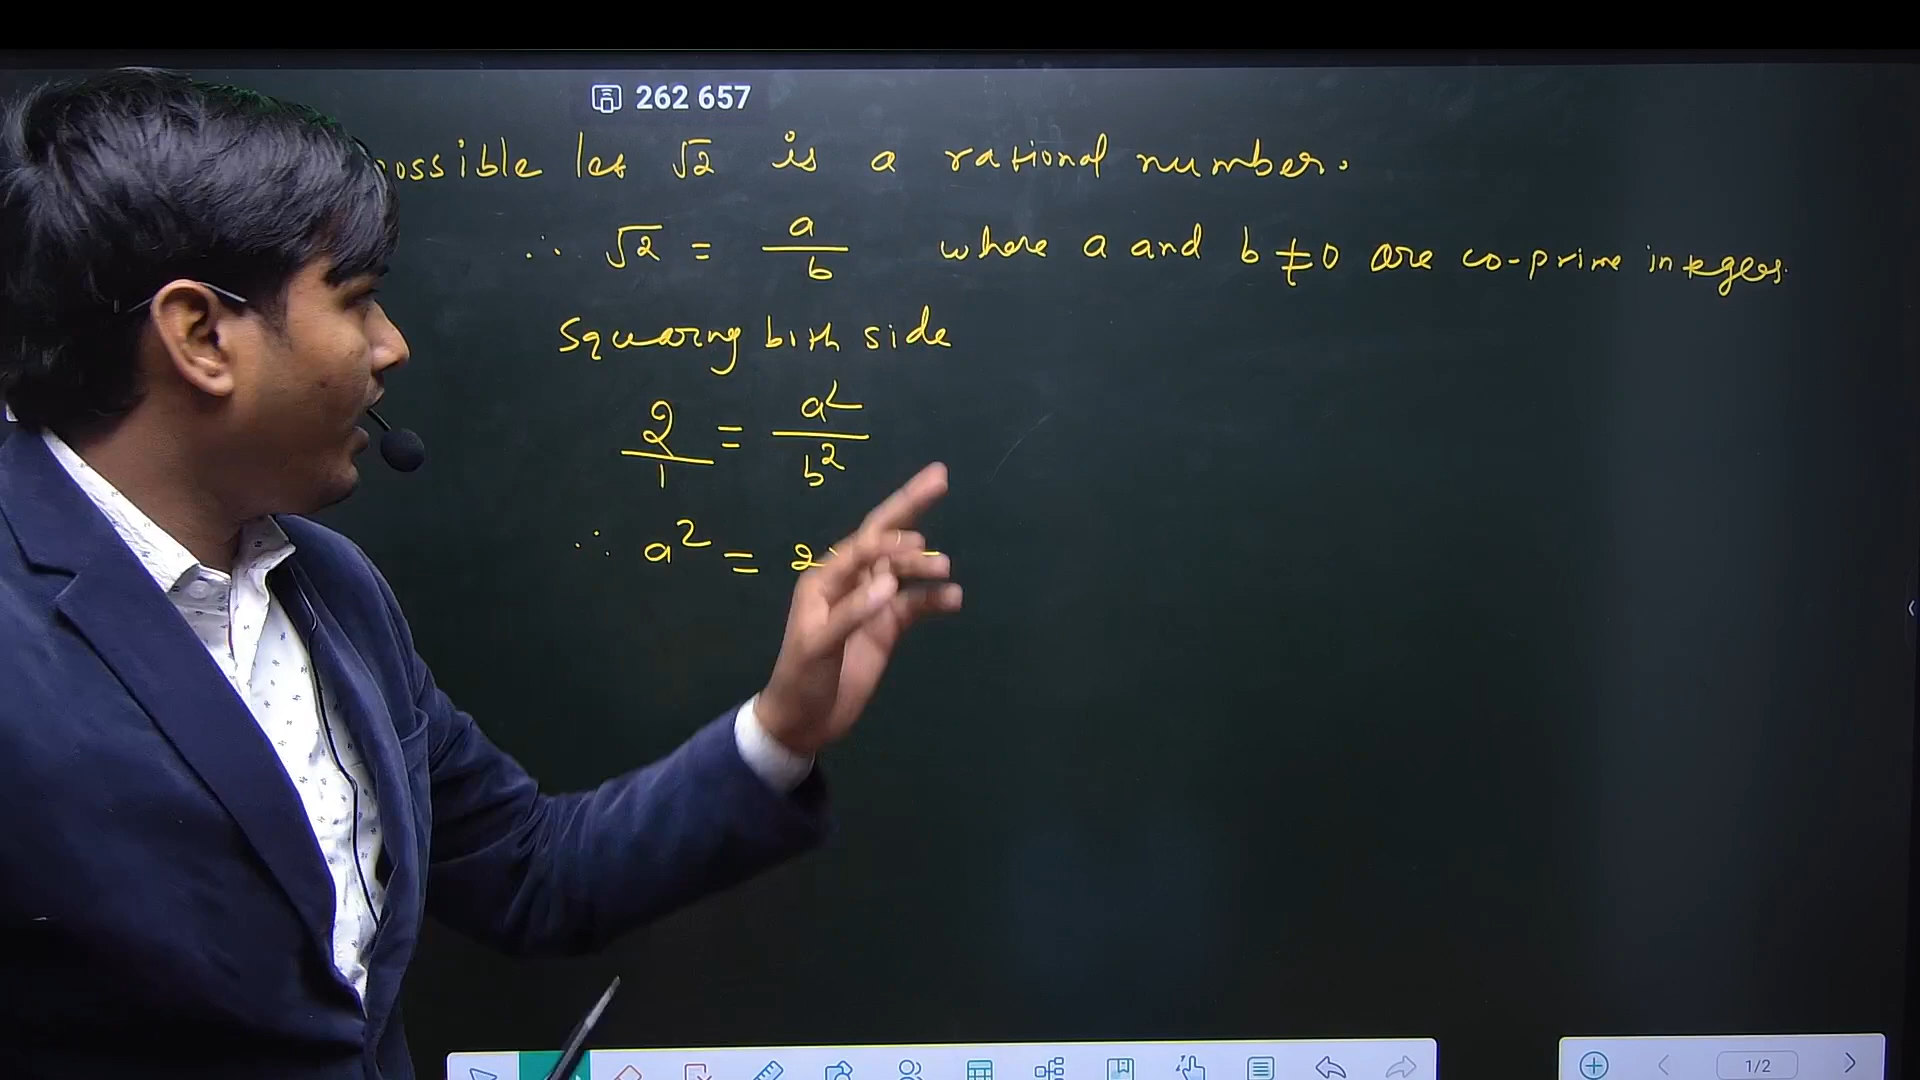 262 657
possible let √2 is a rational number.
∴ √2 = a/b where a and b ≠ 0 are co-prime integers.
Squaring both side
2/1 = a²/b²
∴ a² = 2
1/2